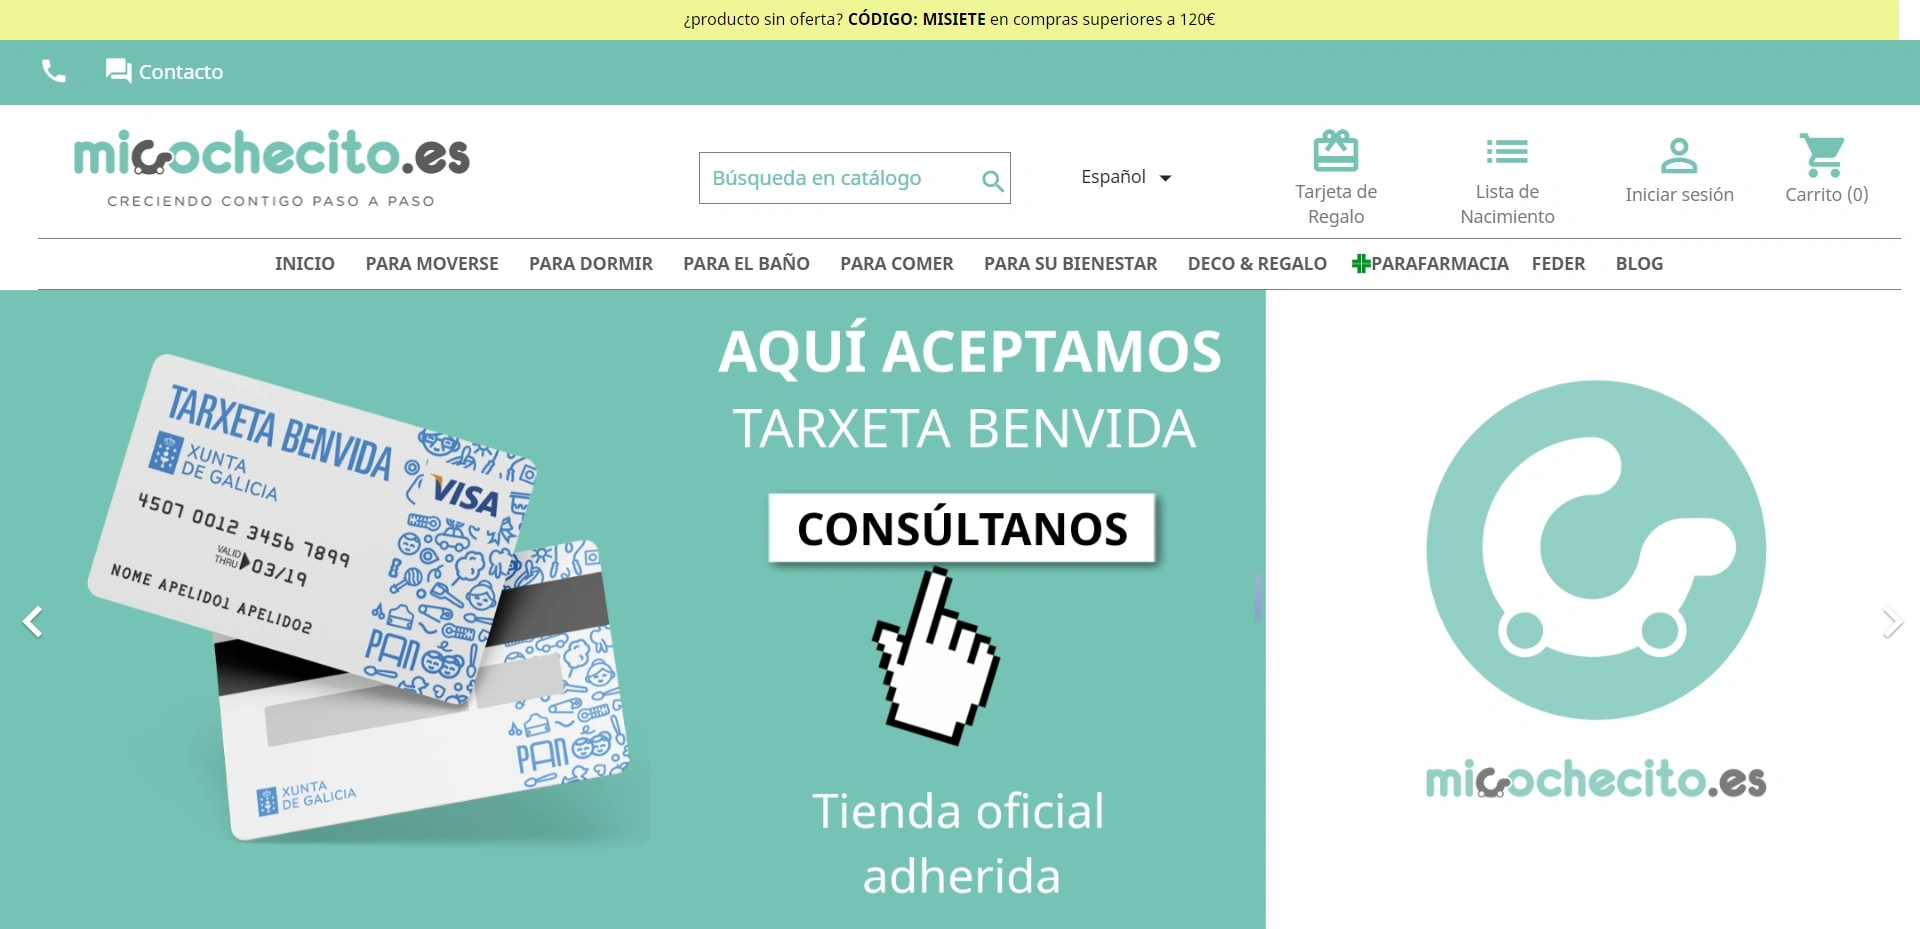 ¿producto sin oferta? CÓDIGO: MISIETE en compras superiores a 120€
Contacto
micochecito.es
CRECIENDO CONTIGO PASO A PASO
Búsqueda en catálogo
Español
Tarjeta de
Regalo
Lista de
Nacimiento
Iniciar sesión
Carrito (0)
INICIO PARA MOVERSE PARA DORMIR PARA EL BAÑO PARA COMER PARA SU BIENESTAR DECO & REGALO PARAFARMACIA FEDER BLOG
TARXETA BENVIDA
XUNTA
DE GALICIA
VISA
4507 0012 3456 7899
VALID
THRU 03/19
NOME APELIDO1 APELIDO2
PAN
PAN
XUNTA
DE GALICIA
AQUÍ ACEPTAMOS
TARXETA BENVIDA
CONSÚLTANOS
Tienda oficial
adherida
micochecito.es